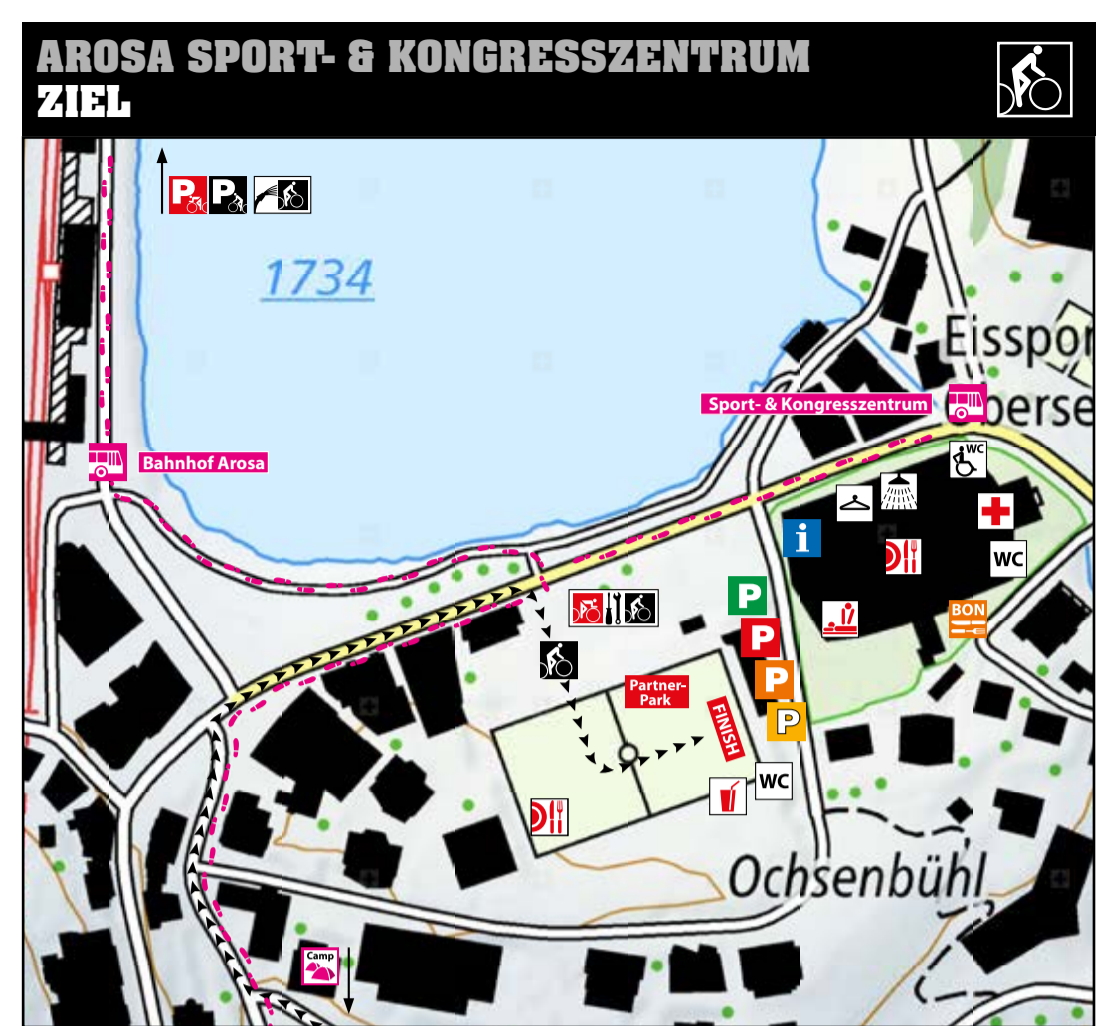 AROSA SPORT- & KONGRESSZENTRUM
ZIEL
P P
1734
Eisspor
Sport- & Kongresszentrum
Oberse
Bahnhof Arosa
WC
i
WC
P
BON
P
P
Partner-
Park
FINISH
P
WC
Ochsenbühl
Camp